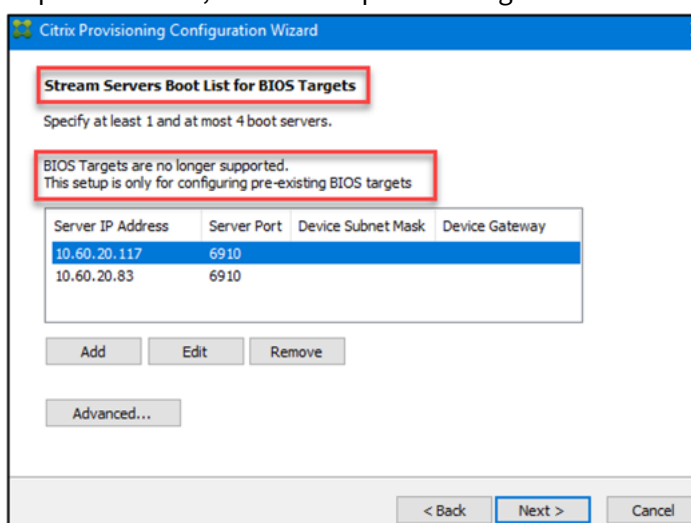 Citrix Provisioning Configuration Wizard
Stream Servers Boot List for BIOS Targets
Specify at least 1 and at most 4 boot servers.
BIOS Targets are no longer supported.
This setup is only for configuring pre-existing BIOS targets
Server IP Address Server Port Device Subnet Mask Device Gateway
10.60.20.117 6910
10.60.20.83 6910
Add Edit Remove
Advanced...
< Back Next > Cancel